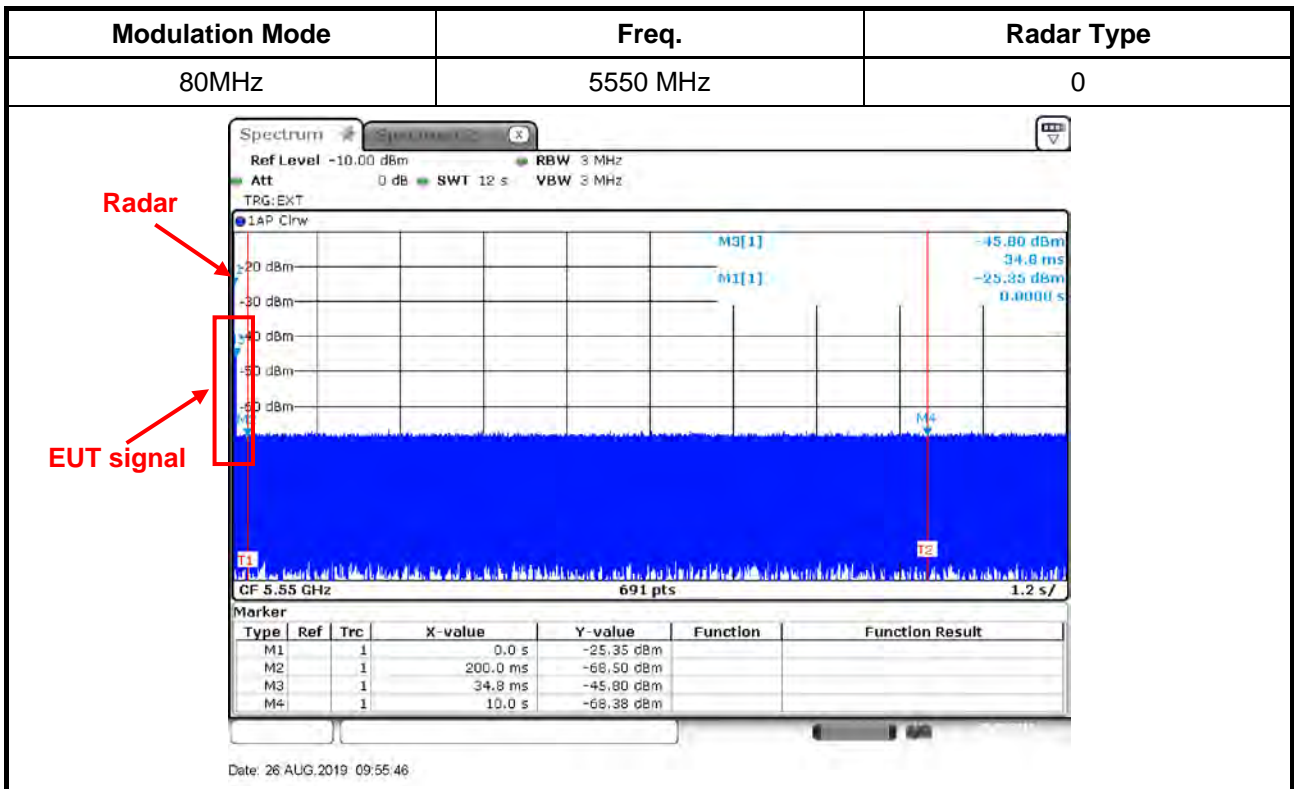 Modulation Mode Freq. Radar Type
80MHz 5550 MHz 0
Spectrum
Ref Level -10.00 dBm RBW 3 MHz
Att 0 dB SWT 12 s VBW 3 MHz
TRG:EXT
1AP Clrw
Radar
M3[1] -45.80 dBm
34.8 ms
-20 dBm
M1[1] -25.35 dBm
0.0000 s
-30 dBm
-40 dBm
-50 dBm
-60 dBm
M4
EUT signal
T1 T2
CF 5.55 GHz 691 pts 1.2 s/
Marker
Type Ref Trc X-value Y-value Function Function Result
M1 1 0.0 s -25.35 dBm
M2 1 200.0 ms -68.50 dBm
M3 1 34.8 ms -45.80 dBm
M4 1 10.0 s -68.38 dBm
Date: 26.AUG.2019 09:55:46